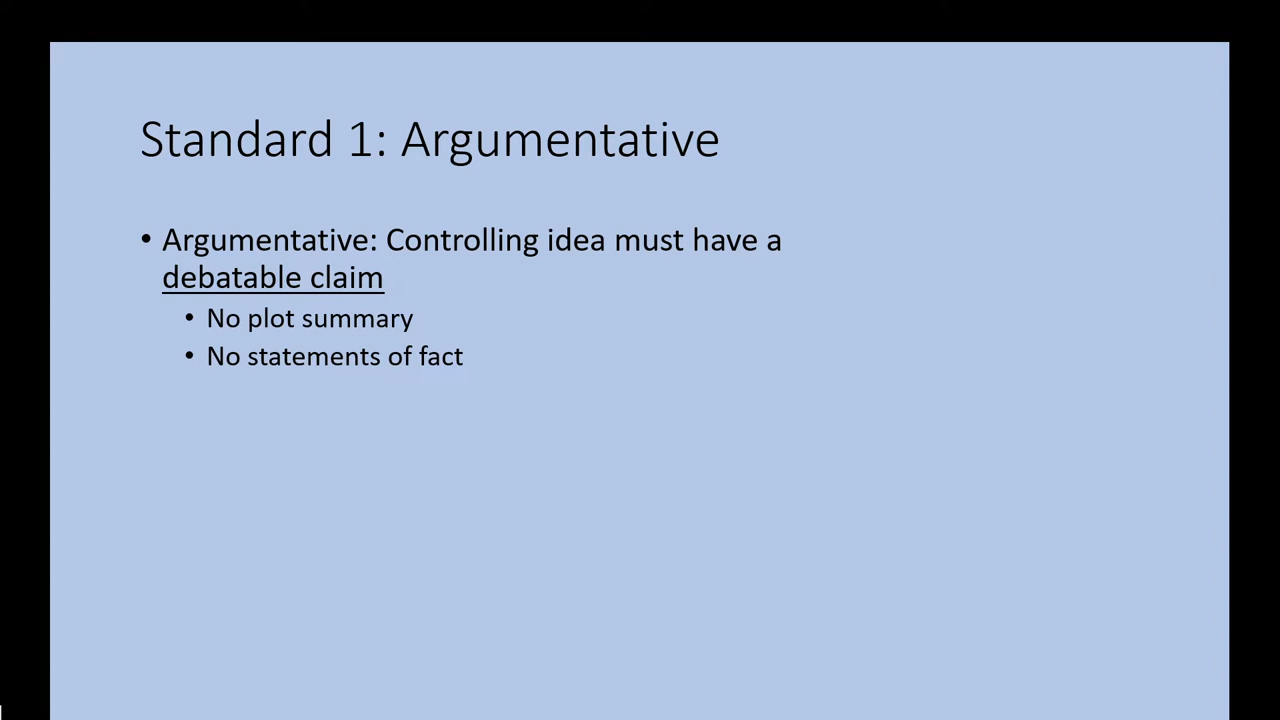 Standard 1: Argumentative
• Argumentative: Controlling idea must have a
debatable claim
• No plot summary
• No statements of fact